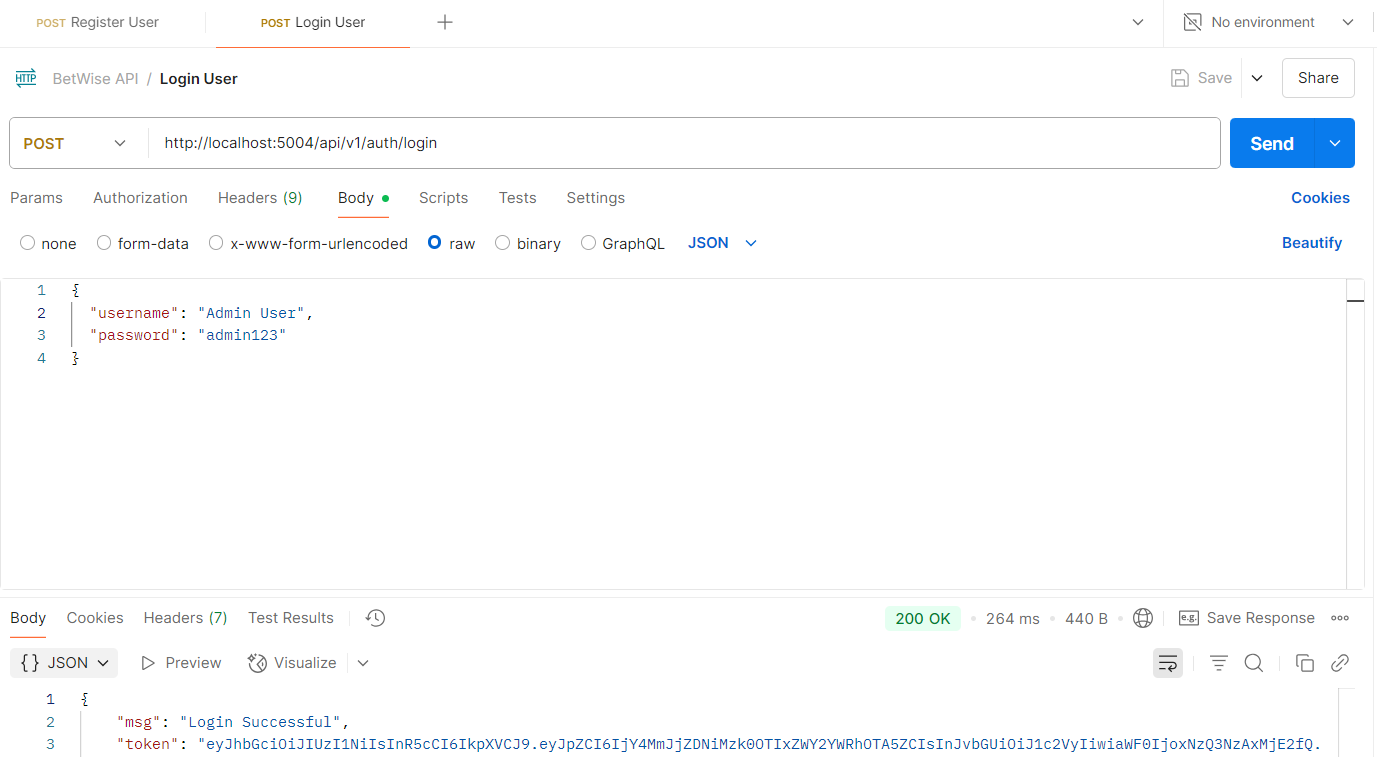 POST Register User POST Login User No environment
HTTP BetWise API / Login User Save Share
POST http://localhost:5004/api/v1/auth/login Send
Params Authorization Headers (9) Body Scripts Tests Settings Cookies
none form-data x-www-form-urlencoded raw binary GraphQL JSON Beautify
1 {
2 "username": "Admin User",
3 "password": "admin123"
4 }
Body Cookies Headers (7) Test Results 200 OK 264 ms 440 B e.g. Save Response
{} JSON Preview Visualize
1 {
2 "msg": "Login Successful",
3 "token": "eyJhbGciOiJIUzI1NiIsInR5cCI6IkpXVCJ9.eyJpZCI6IjY4MmJjZDNiMzk0OTIxZWY2YWRhOTA5ZCIsInJvbGUiOiJ1c2VyIiwiaWF0IjoxNzQ3NzAxMjE2fQ.